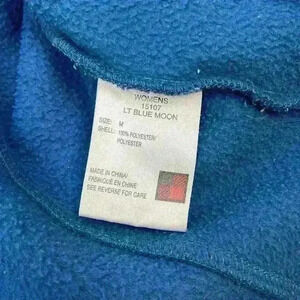 WOMENS
15107
LT BLUE MOON
SIZE: M
SHELL: 100% POLYESTER/
POLYESTER
MADE IN CHINA/
FABRIQUE EN CHINE
SEE REVERSE FOR CARE